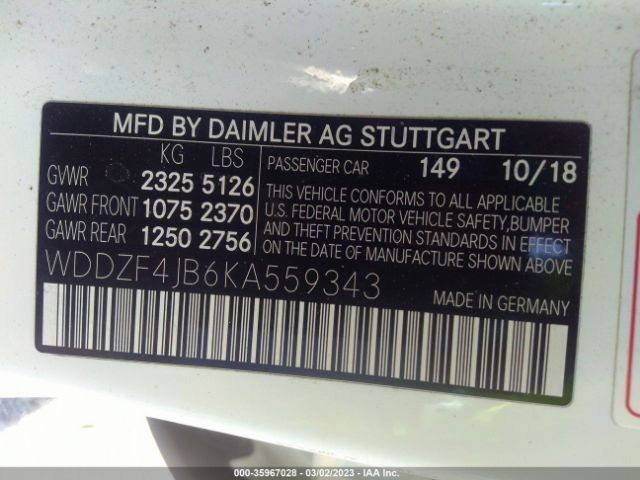 MFD BY DAIMLER AG STUTTGART
KG LBS
GVWR 2325 5126
GAWR FRONT 1075 2370
GAWR REAR 1250 2756
PASSENGER CAR 149 10/18
THIS VEHICLE CONFORMS TO ALL APPLICABLE
U.S. FEDERAL MOTOR VEHICLE SAFETY, BUMPER
AND THEFT PREVENTION STANDARDS IN EFFECT
ON THE DATE OF MANUFACTURE SHOWN ABOVE
WDDZF4JB6KA559343 MADE IN GERMANY
000-35967028 - 03/02/2023 - IAA Inc.